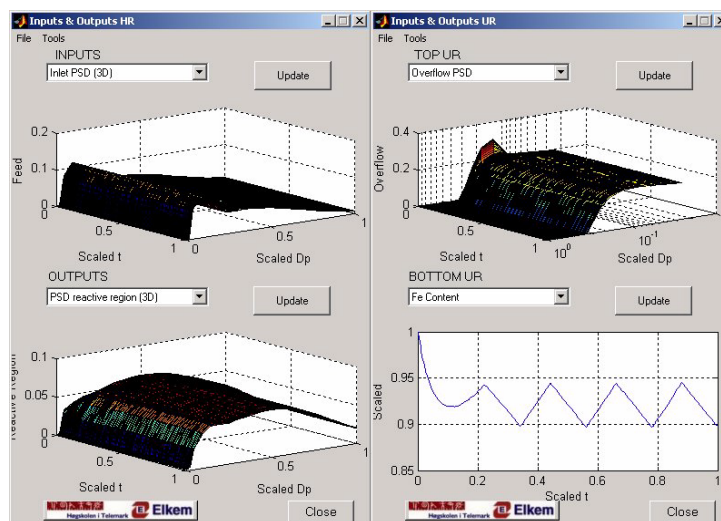 Inputs & Outputs HR
File Tools
INPUTS
Inlet PSD (3D)
Update
0.2
0.1
0
Feed
0
0.5
1
Scaled t
0
0.5
1
Scaled Dp
OUTPUTS
PSD reactive region (3D)
Update
0.1
0.05
0
Reactive Region
0
0.5
1
Scaled t
0
0.5
1
Scaled Dp
Høgskolen i Telemark
Elkem
Close
Inputs & Outputs UR
File Tools
TOP UR
Overflow PSD
Update
0.4
0.2
0
Overflow
0
0.5
1
Scaled t
10^0
10^-1
Scaled Dp
BOTTOM UR
Fe Content
Update
1
0.95
0.9
0.85
Scaled
0
0.2
0.4
0.6
0.8
1
Scaled t
Høgskolen i Telemark
Elkem
Close